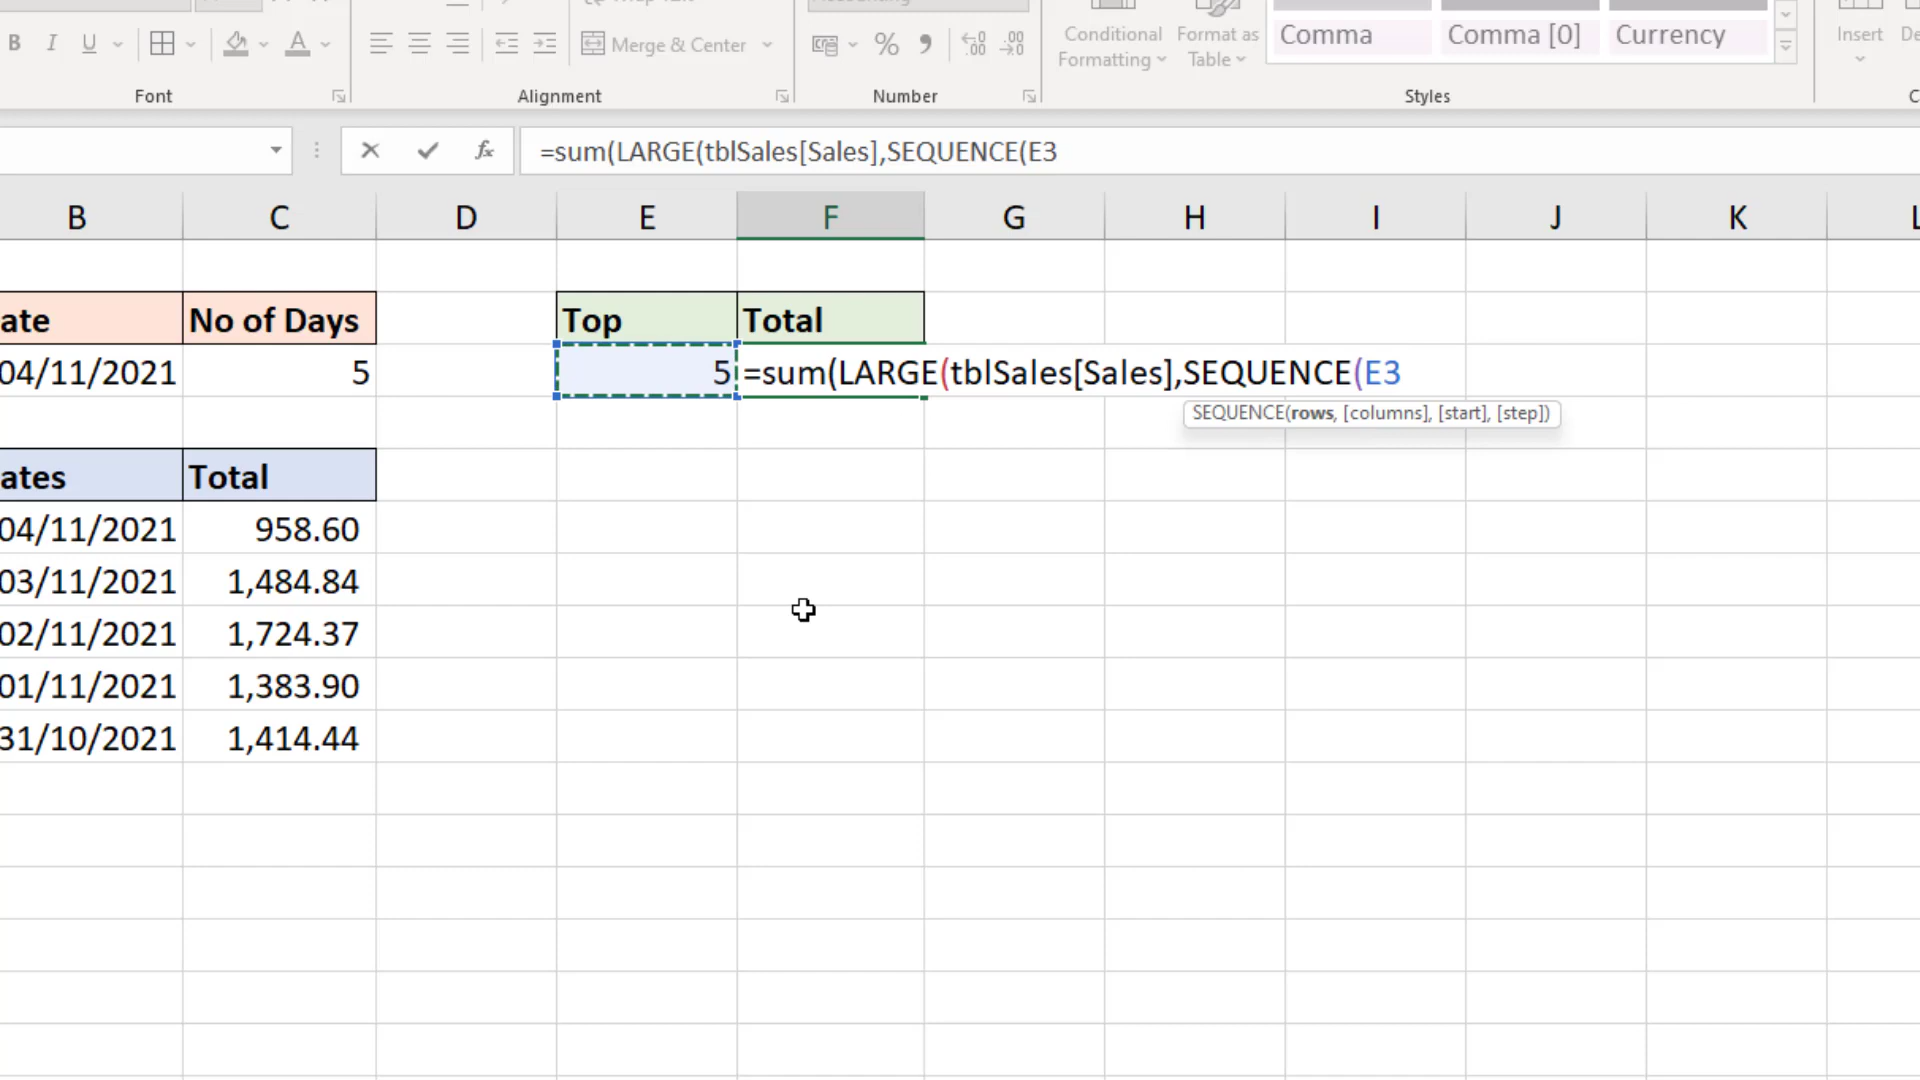 B I U A
Merge & Center
%
Conditional Formatting
Format as Table
Comma
Comma [0]
Currency
Insert
Font
Alignment
Number
Styles
fx =sum(LARGE(tblSales[Sales],SEQUENCE(E3
B C D E F G H I J K L
ate No of Days Top Total
04/11/2021 5 5 =sum(LARGE(tblSales[Sales],SEQUENCE(E3
SEQUENCE(rows, [columns], [start], [step])
ates Total
04/11/2021 958.60
03/11/2021 1,484.84
02/11/2021 1,724.37
01/11/2021 1,383.90
31/10/2021 1,414.44